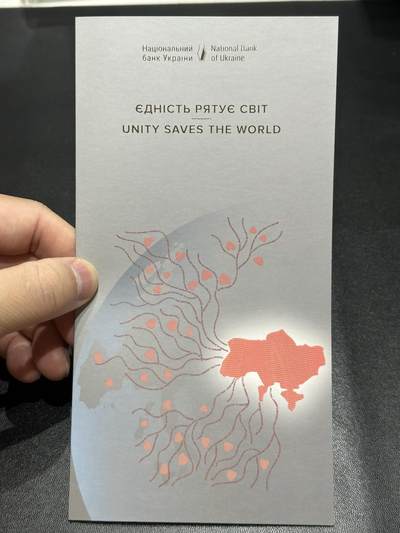 Національний
банк України
National Bank
of Ukraine
ЄДНІСТЬ РЯТУЄ СВІТ
UNITY SAVES THE WORLD